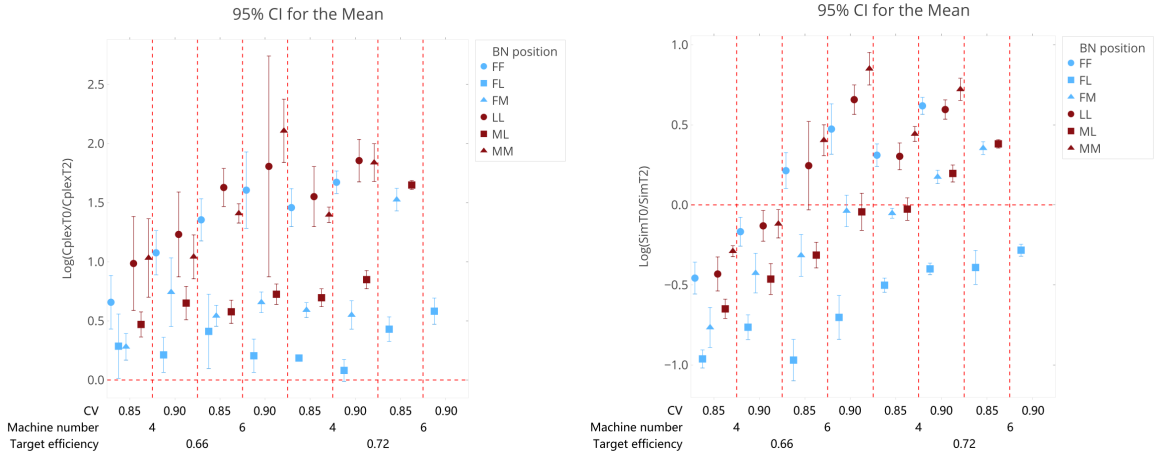 95% CI for the Mean
Log(CplexT0/CplexT2)
2.5
2.0
1.5
1.0
0.5
0.0
BN position
FF
FL
FM
LL
ML
MM
CV 0.85 0.90 0.85 0.90 0.85 0.90 0.85 0.90
Machine number 4 6 4 6
Target efficiency 0.66 0.72
95% CI for the Mean
Log(SimT0/SimT2)
1.0
0.5
0.0
−0.5
−1.0
BN position
FF
FL
FM
LL
ML
MM
CV 0.85 0.90 0.85 0.90 0.85 0.90 0.85 0.90
Machine number 4 6 4 6
Target efficiency 0.66 0.72